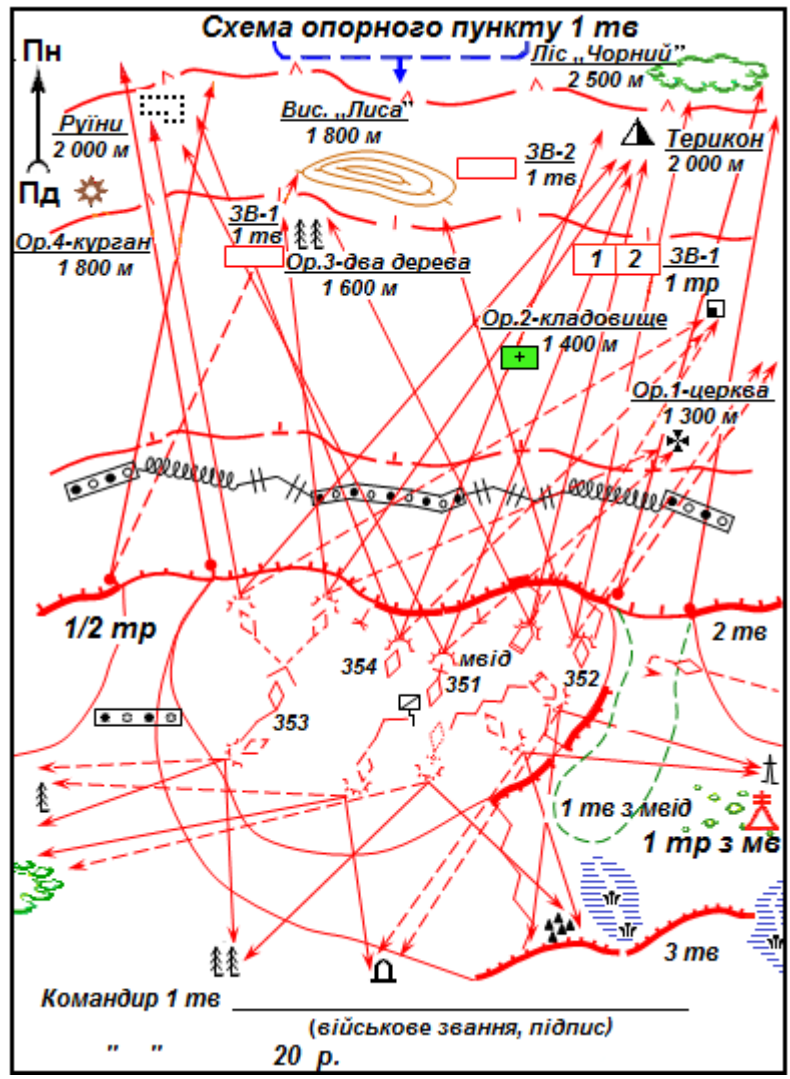 Схема опорного пункту 1 тв
Пн
Ліс „Чорний”
2 500 м
Руїни
2 000 м
Вис. „Лиса”
1 800 м
Терикон
2 000 м
ЗВ-2
1 тв
Пд
ЗВ-1
1 тв
Ор.4-курган
1 800 м
Ор.3-два дерева
1 600 м
1 2
ЗВ-1
1 тр
Ор.2-кладовище
1 400 м
Ор.1-церква
1 300 м
1/2 тр
2 тв
354
мвід
351
352
353
1 тв з мвід
1 тр з мв
3 тв
Командир 1 тв
(військове звання, підпис)
" " 20 р.